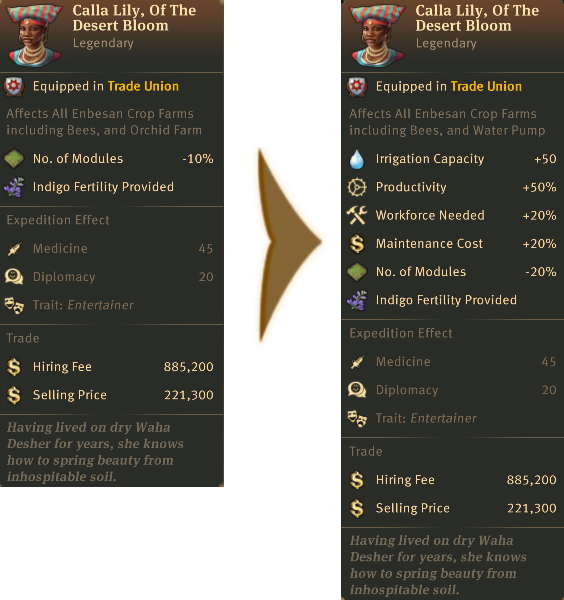 Calla Lily, Of The
Desert Bloom
Legendary
Equipped in Trade Union
Affects All Enbesan Crop Farms
including Bees, and Orchid Farm
No. of Modules -10%
Indigo Fertility Provided
Expedition Effect
Medicine 45
Diplomacy 20
Trait: Entertainer
Trade
Hiring Fee 885,200
Selling Price 221,300
Having lived on dry Waha
Desher for years, she knows
how to spring beauty from
inhospitable soil.
Calla Lily, Of The
Desert Bloom
Legendary
Equipped in Trade Union
Affects All Enbesan Crop Farms
including Bees, and Water Pump
Irrigation Capacity +50
Productivity +50%
Workforce Needed +20%
Maintenance Cost +20%
No. of Modules -20%
Indigo Fertility Provided
Expedition Effect
Medicine 45
Diplomacy 20
Trait: Entertainer
Trade
Hiring Fee 885,200
Selling Price 221,300
Having lived on dry Waha
Desher for years, she knows
how to spring beauty from
inhospitable soil.